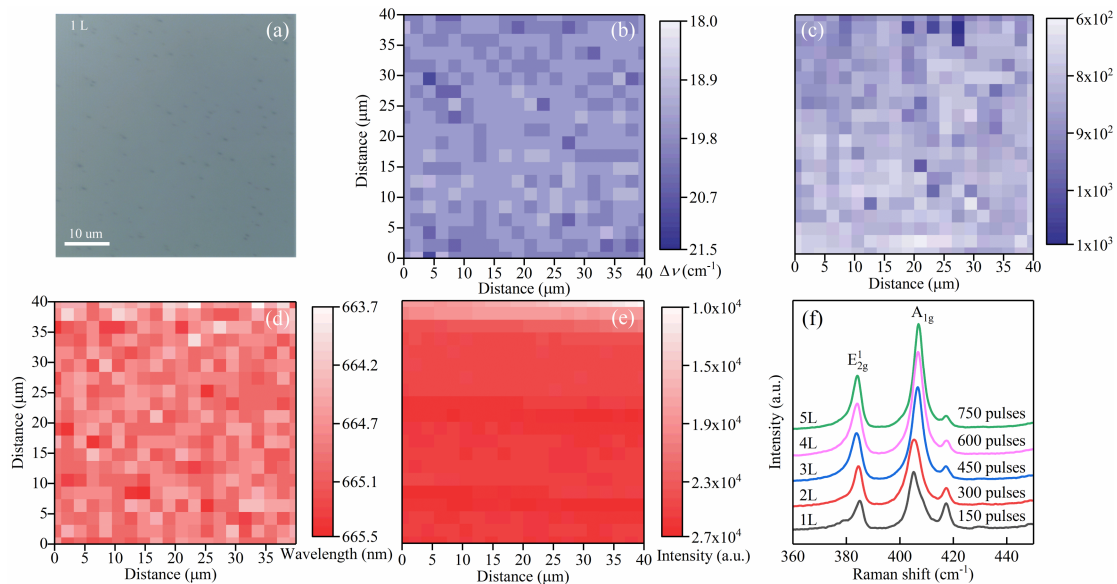 1 L
(a)
10 um
40
35
30
25
20
15
10
5
0
Distance (μm)
(b)
0 5 10 15 20 25 30 35 40
Distance (μm)
18.0
18.9
19.8
20.7
21.5
Δν (cm-1)
(c)
0 5 10 15 20 25 30 35 40
Distance (μm)
6x10²
8x10²
9x10²
1x10³
1x10³
40
35
30
25
20
15
10
5
0
Distance (μm)
(d)
0 5 10 15 20 25 30 35
Distance (μm)
663.7
664.2
664.7
665.1
665.5
Wavelength (nm)
(e)
0 5 10 15 20 25 30 35 40
Distance (μm)
1.0x10⁴
1.5x10⁴
1.9x10⁴
2.3x10⁴
2.7x10⁴
Intensity (a.u.)
(f)
A1g
E¹2g
5L 750 pulses
4L 600 pulses
3L 450 pulses
2L 300 pulses
1L 150 pulses
Intensity (a.u.)
360 380 400 420 440
Raman shift (cm-1)